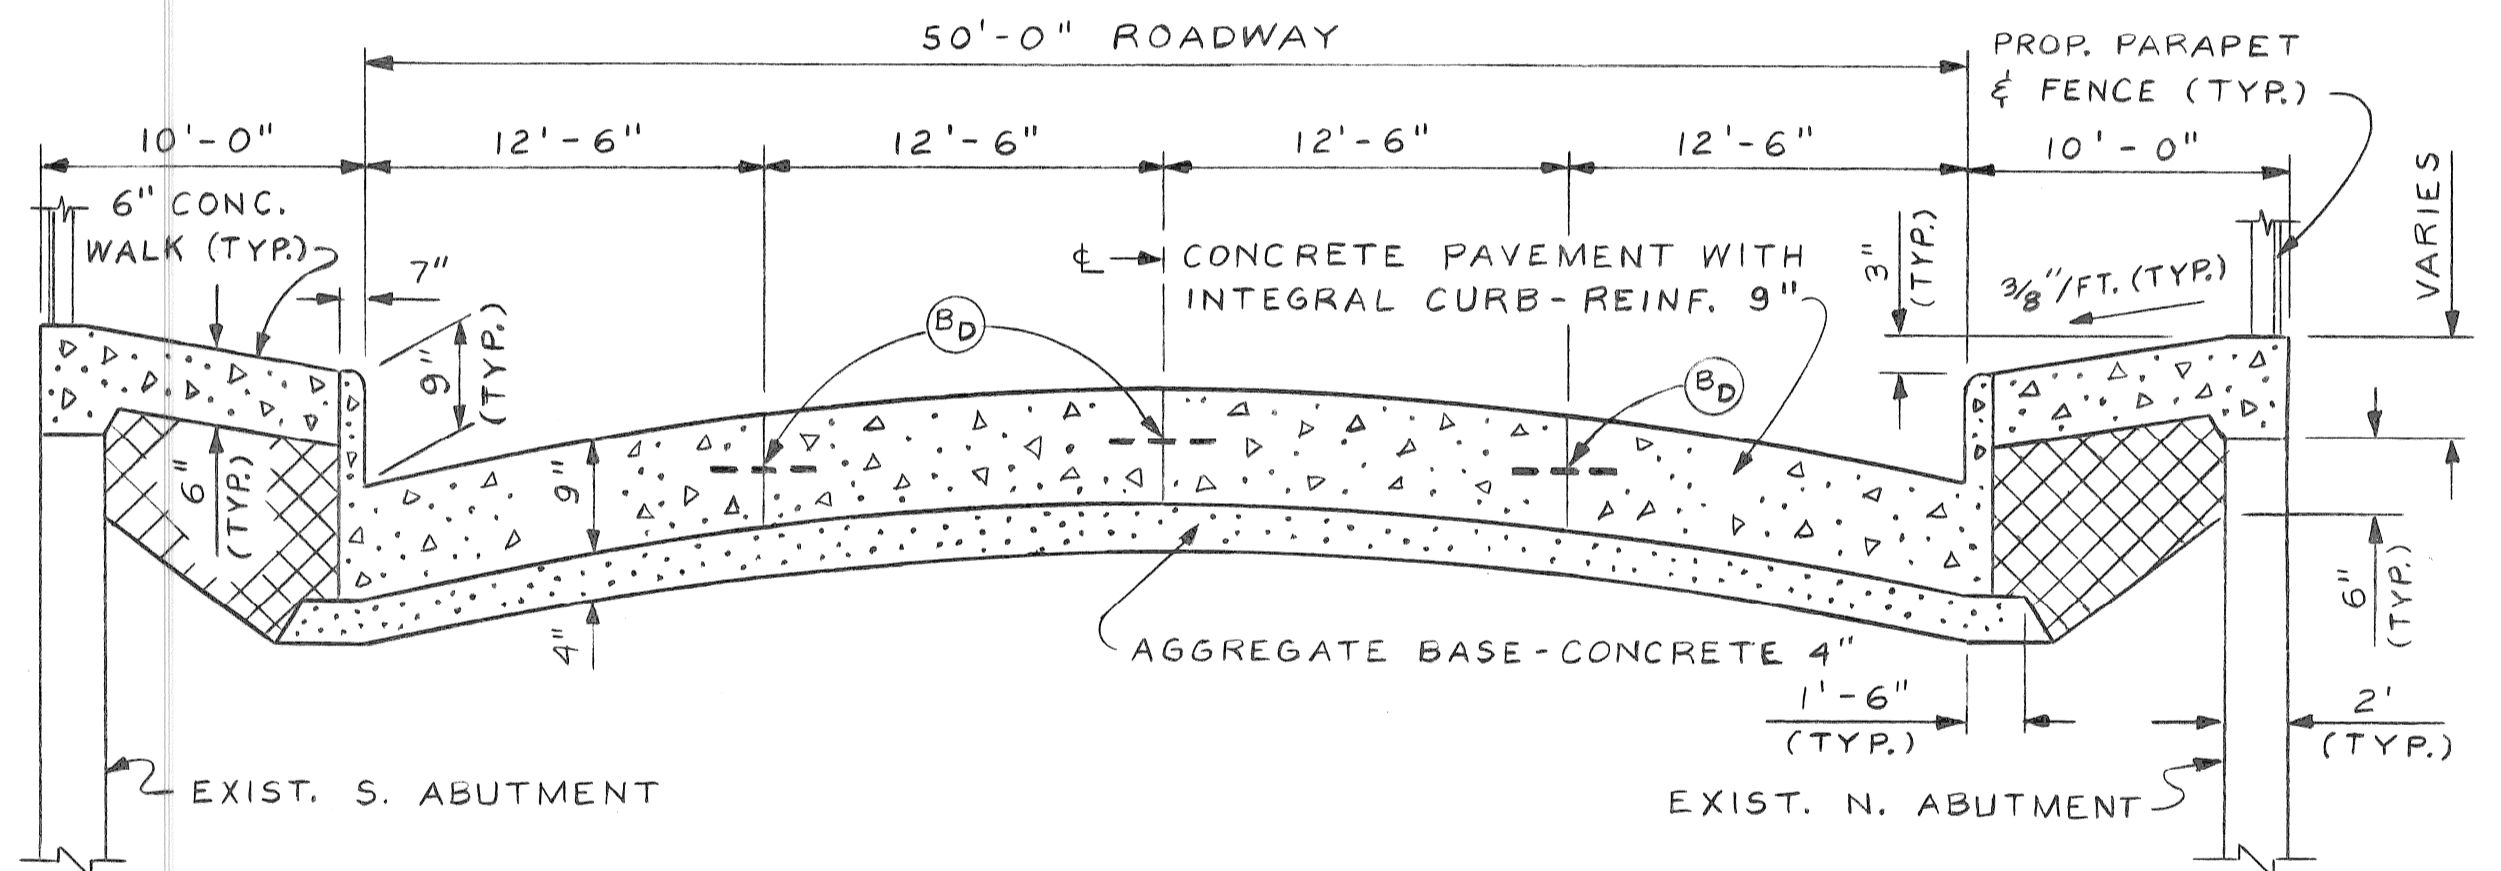 50'-0" ROADWAY
PROP. PARAPET
& FENCE (TYP.)
10'-0"
12'-6"
12'-6"
12'-6"
12'-6"
10'-0"
6" CONC.
WALK (TYP.)
7"
9"
(TYP.)
℄
CONCRETE PAVEMENT WITH
INTEGRAL CURB-REINF. 9"
3"
(TYP.)
3/8"/FT. (TYP.)
VARIES
BD
BD
6"
(TYP.)
9"
4"
6"
(TYP.)
AGGREGATE BASE-CONCRETE 4"
1'-6"
(TYP.)
2'
(TYP.)
EXIST. S. ABUTMENT
EXIST. N. ABUTMENT